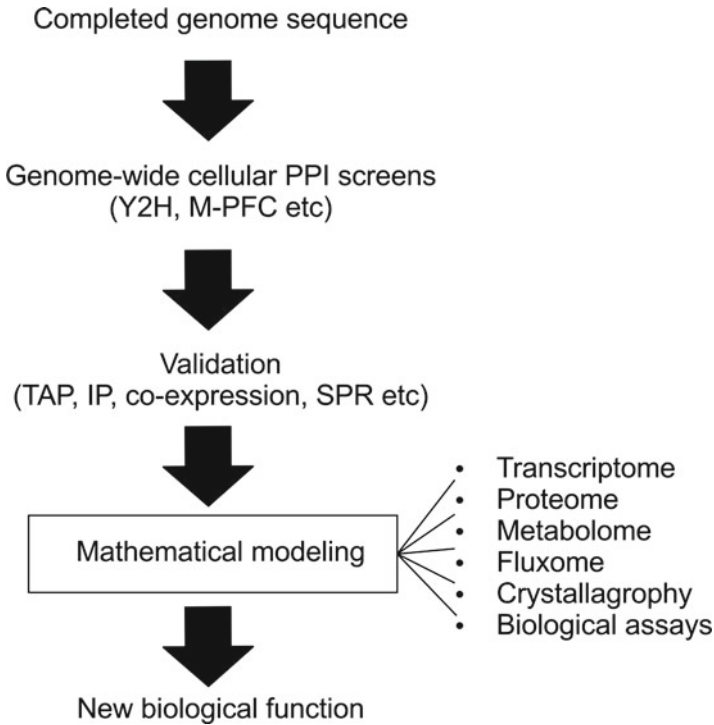 Completed genome sequence
Genome-wide cellular PPI screens
(Y2H, M-PFC etc)
Validation
(TAP, IP, co-expression, SPR etc)
Mathematical modeling
• Transcriptome
• Proteome
• Metabolome
• Fluxome
• Crystallagrophy
• Biological assays
New biological function